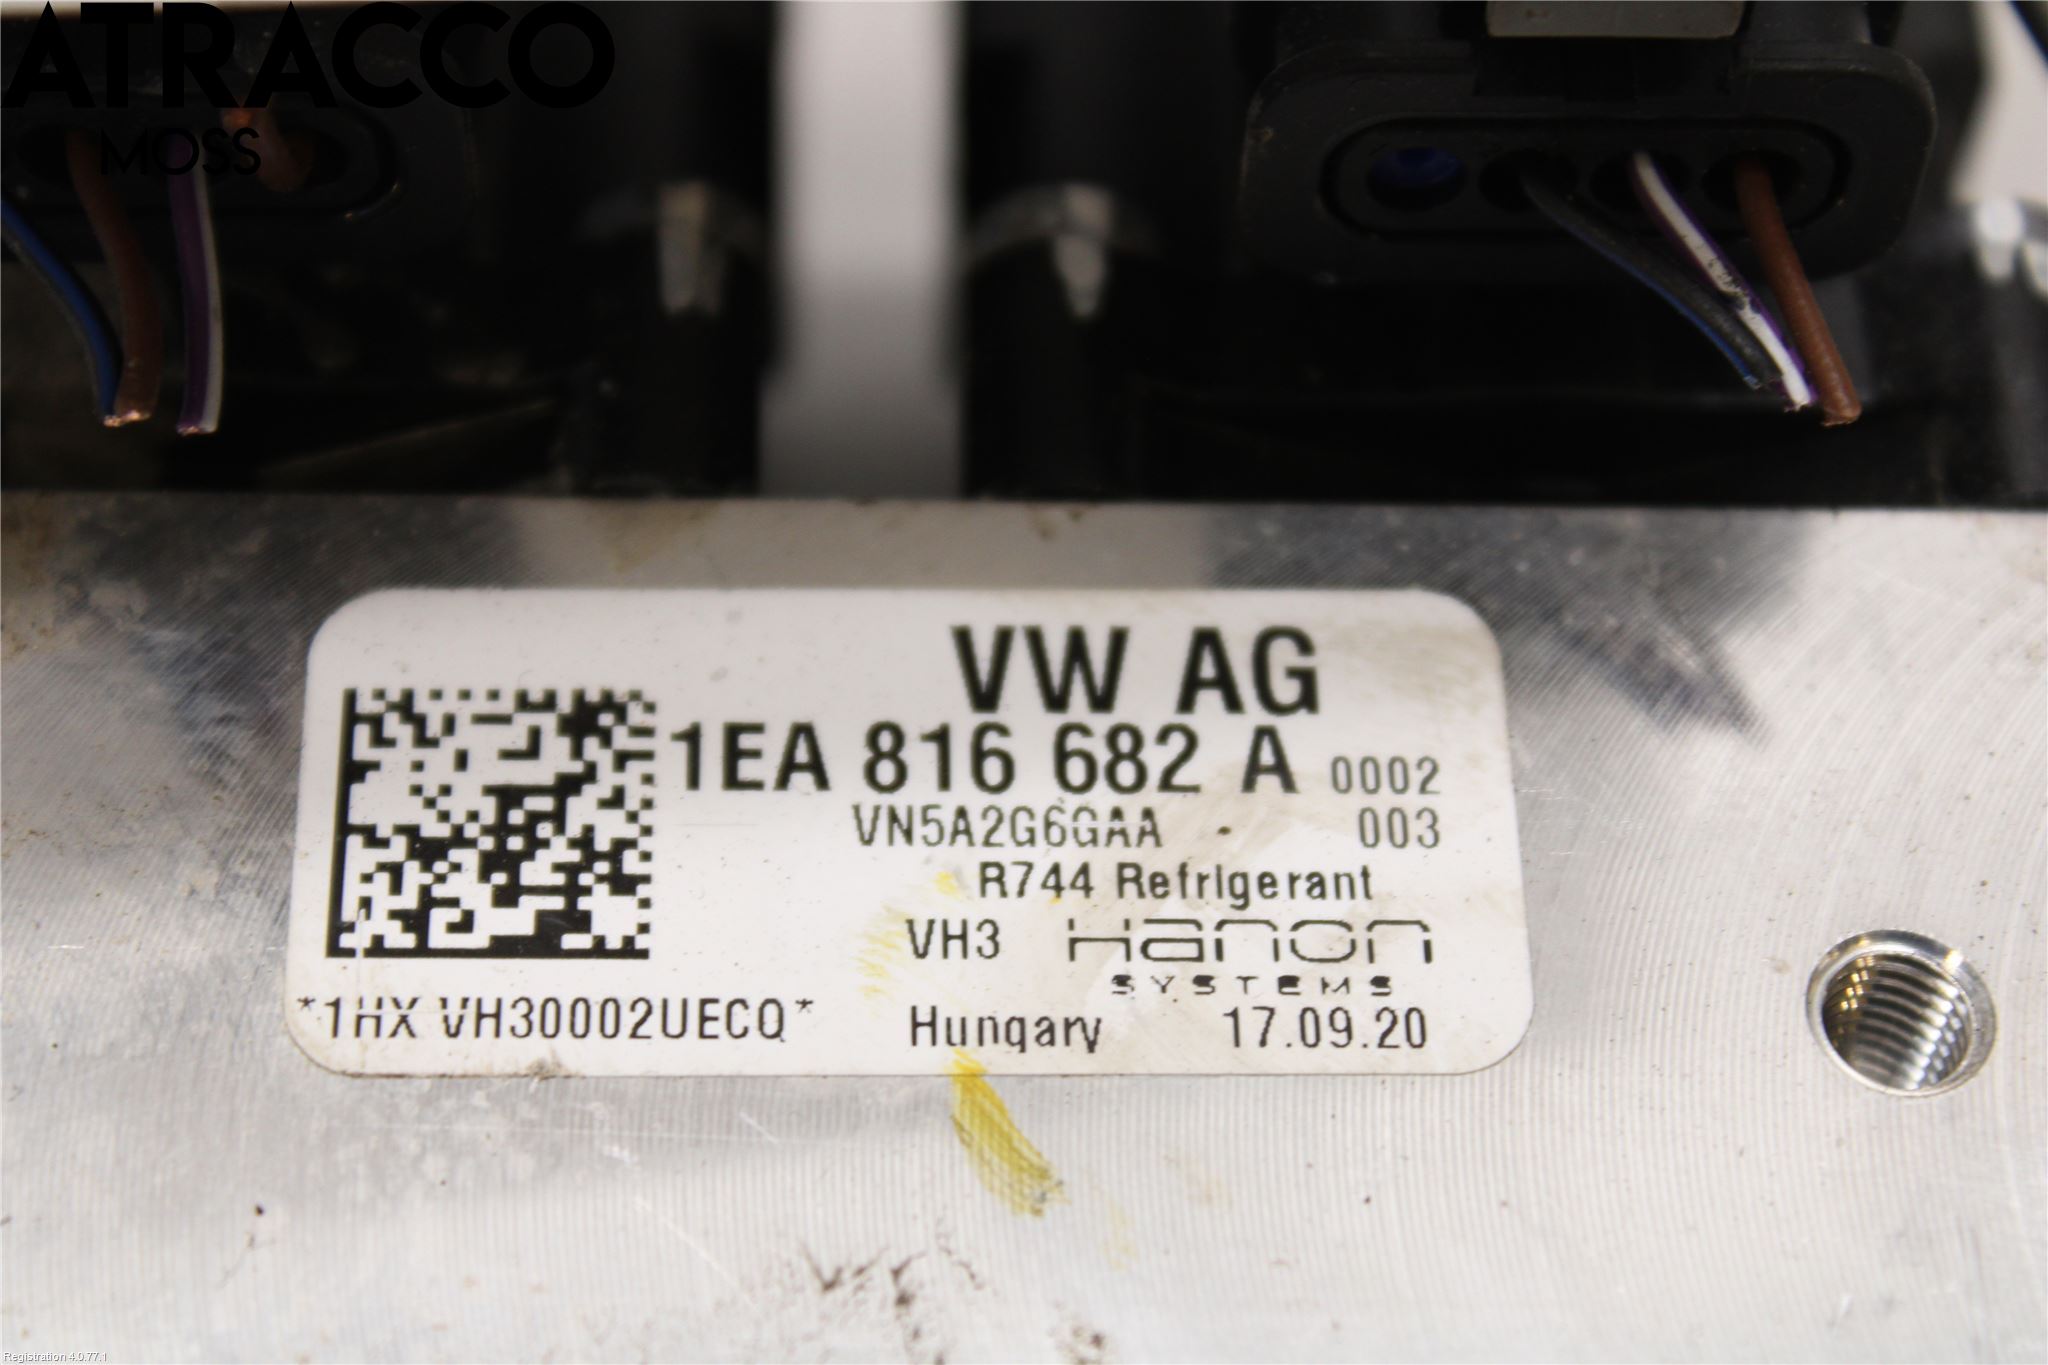 ATRACCO
MOSS
VW AG
1EA 816 682 A 0002
VN5A2G6GAA 003
R744 Refrigerant
VH3 Hanon
SYSTEMS
*1HX VH30002UECQ* Hungary 17.09.20
Registration 4.0.77.1